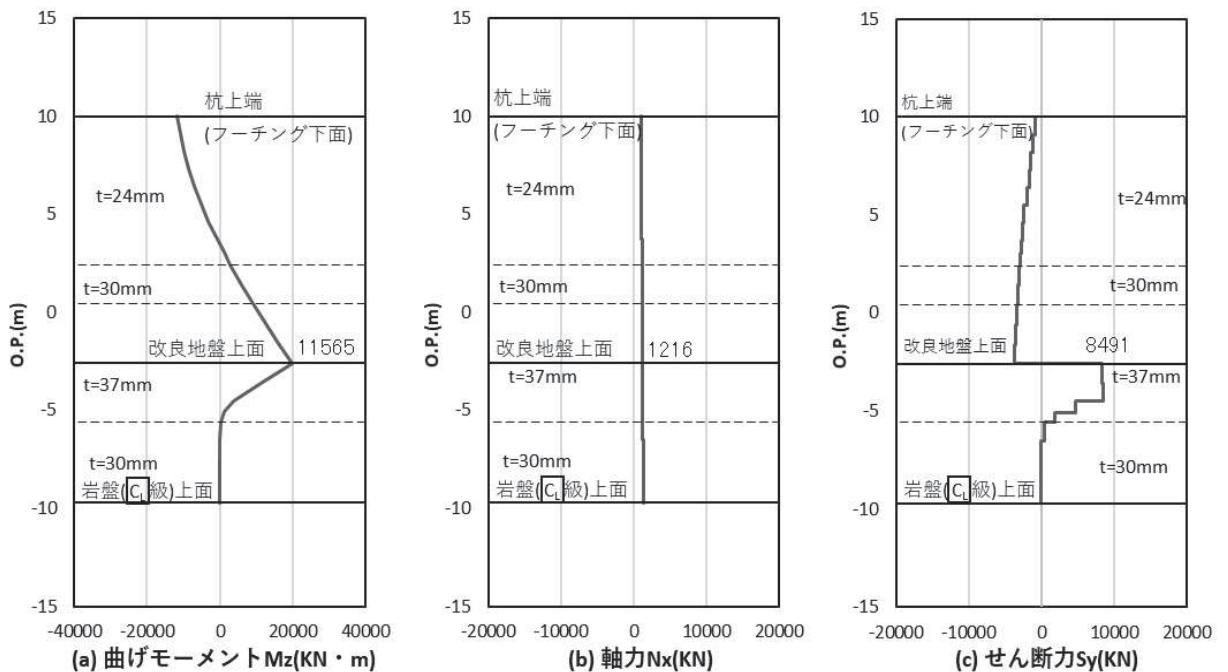 15
10
5
0
-5
-10
-15
O.P.(m)
杭上端
(フーチング下面)
t=24mm
t=30mm
改良地盤上面 11565
t=37mm
t=30mm
岩盤(CL級)上面
-40000 -20000 0 20000 40000
(a) 曲げモーメントMz(KN・m)
15
10
5
0
-5
-10
-15
O.P.(m)
杭上端
(フーチング下面)
t=24mm
t=30mm
改良地盤上面 1216
t=37mm
t=30mm
岩盤(CL級)上面
-20000 -10000 0 10000 20000
(b) 軸力Nx(KN)
15
10
5
0
-5
-10
-15
O.P.(m)
杭上端
(フーチング下面)
t=24mm
t=30mm
改良地盤上面 8491
t=37mm
t=30mm
岩盤(CL級)上面
-20000 -10000 0 10000 20000
(c) せん断力Sy(KN)